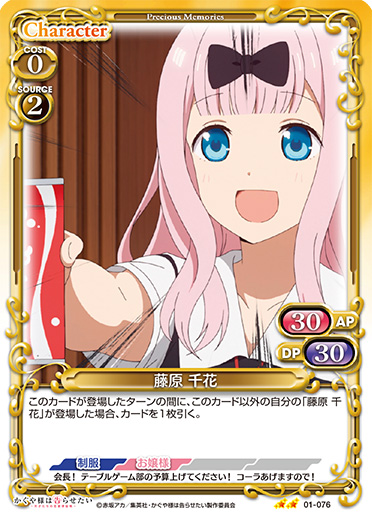 Precious Memories
Character
COST
0
SOURCE
2
30 AP
DP 30
藤原 千花
このカードが登場したターンの間に、このカード以外の自分の「藤原 千
花」が登場した場合、カードを1枚引く。
制服 お嬢様
会長! テーブルゲーム部の予算上げてください! コーラあげますので!
かぐや様は告らせたい
©赤坂アカ/集英社・かぐや様は告らせたい製作委員会
01-076